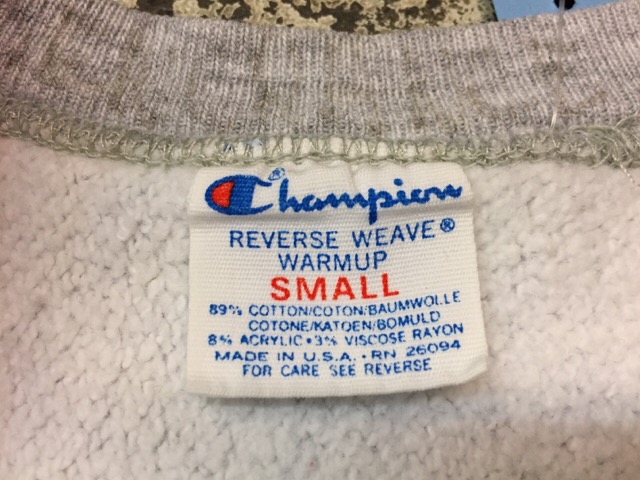 Champion®
REVERSE WEAVE®
WARMUP
SMALL
89% COTTON/COTON/BAUMWOLLE
COTONE/KATOEN/BOMULD
8% ACRYLIC • 3% VISCOSE RAYON
MADE IN U.S.A. • RN 26094
FOR CARE SEE REVERSE